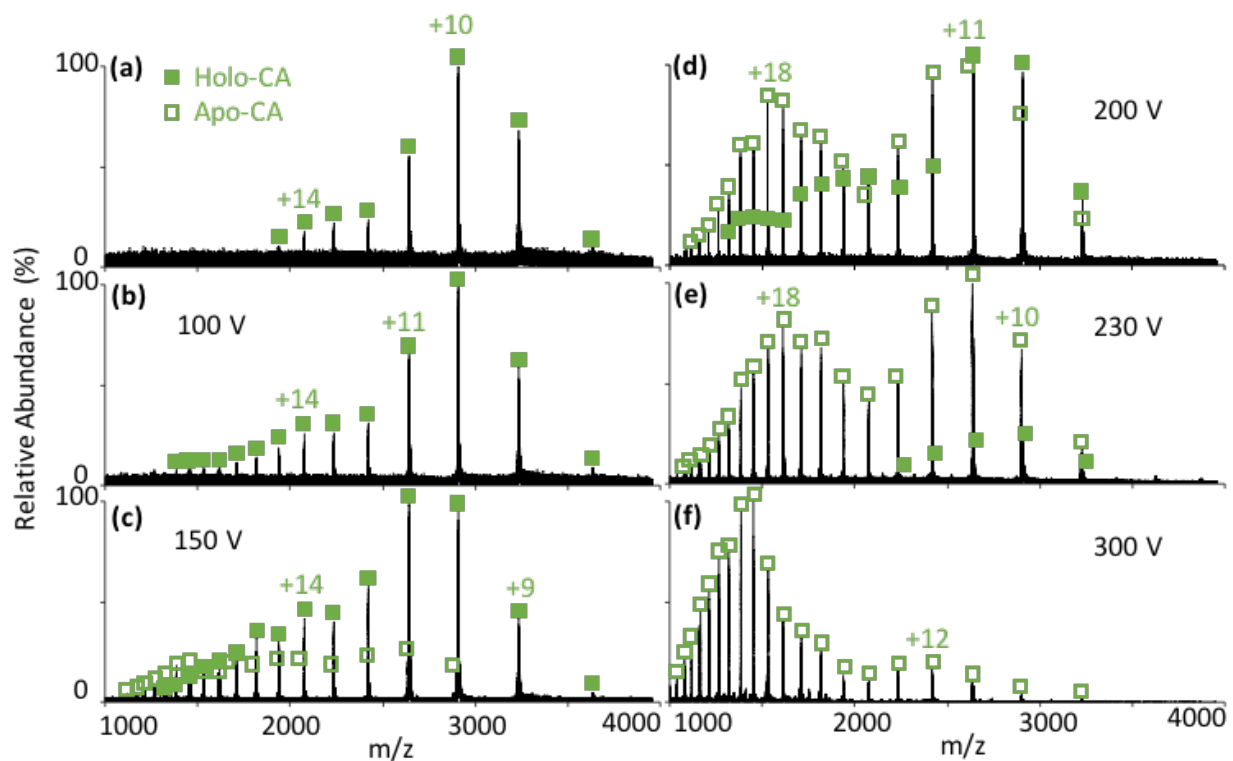 +10
(a)
100
Holo-CA
Apo-CA
+14
0
(b)
100
100 V
+11
+14
0
(c)
100
150 V
+14
+9
0
1000 2000 3000 4000
m/z
Relative Abundance (%)
(d)
+18
+11
200 V
(e)
+18
+10
230 V
(f)
300 V
+12
1000 2000 3000 4000
m/z